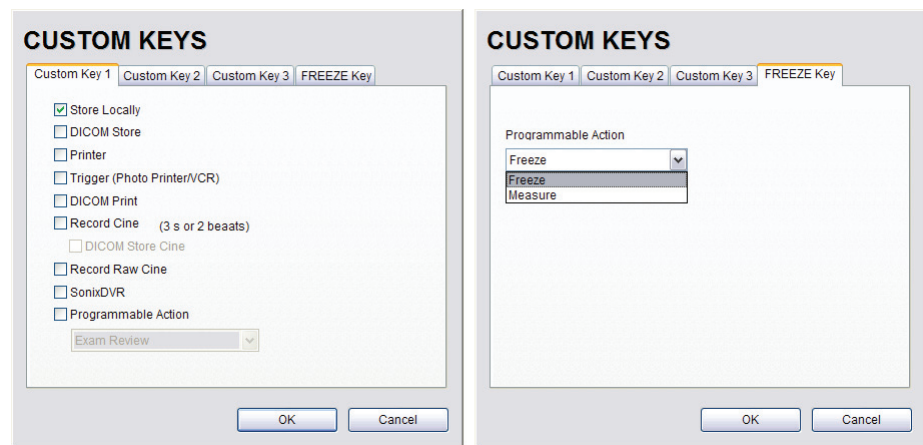 CUSTOM KEYS
Custom Key 1 Custom Key 2 Custom Key 3 FREEZE Key
Store Locally
DICOM Store
Printer
Trigger (Photo Printer/VCR)
DICOM Print
Record Cine (3 s or 2 beaats)
DICOM Store Cine
Record Raw Cine
SonixDVR
Programmable Action
Exam Review
OK Cancel
CUSTOM KEYS
Custom Key 1 Custom Key 2 Custom Key 3 FREEZE Key
Programmable Action
Freeze
Freeze
Measure
OK Cancel